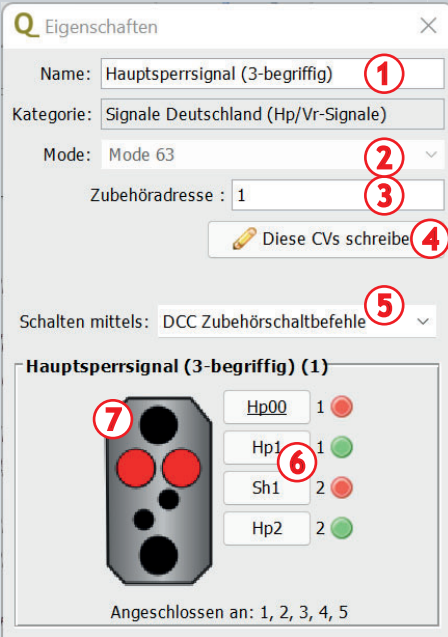 Q Eigenschaften
Name: Hauptsperrsignal (3-begriffig) 1
Kategorie: Signale Deutschland (Hp/Vr-Signale)
Mode: Mode 63 2
Zubehöradresse : 1 3
Diese CVs schreibe 4
5
Schalten mittels: DCC Zubehörschaltbefehle
Hauptsperrsignal (3-begriffig) (1)
7 Hp00 1
Hp1 1
6
Sh1 2
Hp2 2
Angeschlossen an: 1, 2, 3, 4, 5